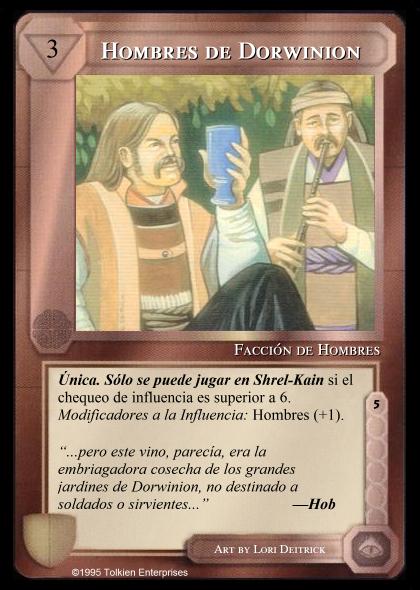 3
HOMBRES DE DORWINION
FACCIÓN DE HOMBRES
Única. Sólo se puede jugar en Shrel-Kain si el
chequeo de influencia es superior a 6.
Modificadores a la Influencia: Hombres (+1).
5
“...pero este vino, parecía, era la
embriagadora cosecha de los grandes
jardines de Dorwinion, no destinado a
soldados o sirvientes...” —Hob
ART BY LORI DEITRICK
©1995 Tolkien Enterprises